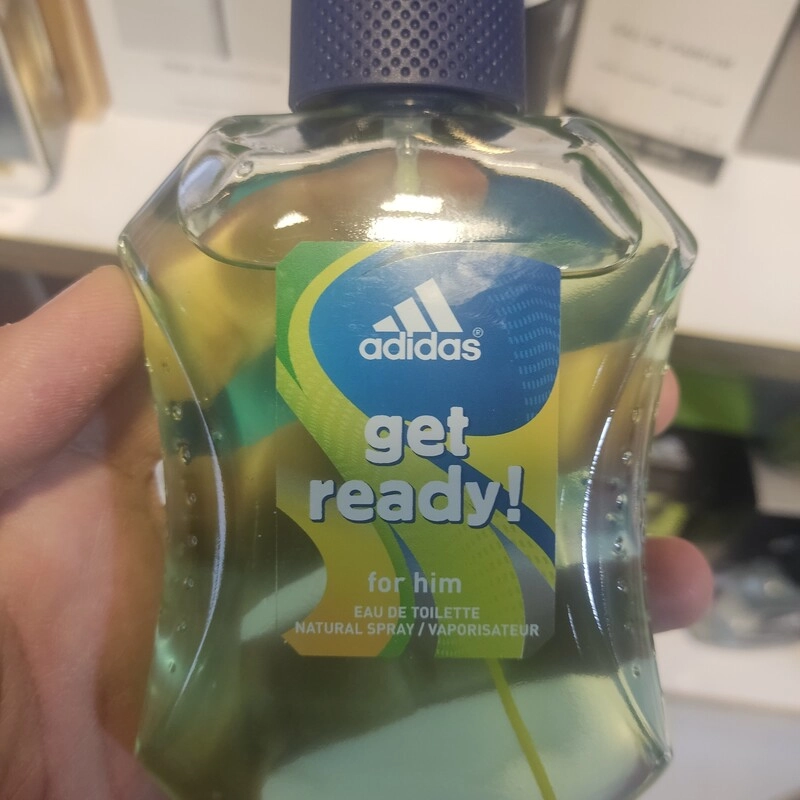 adidas®
get
ready!
for him
EAU DE TOILETTE
NATURAL SPRAY / VAPORISATEUR